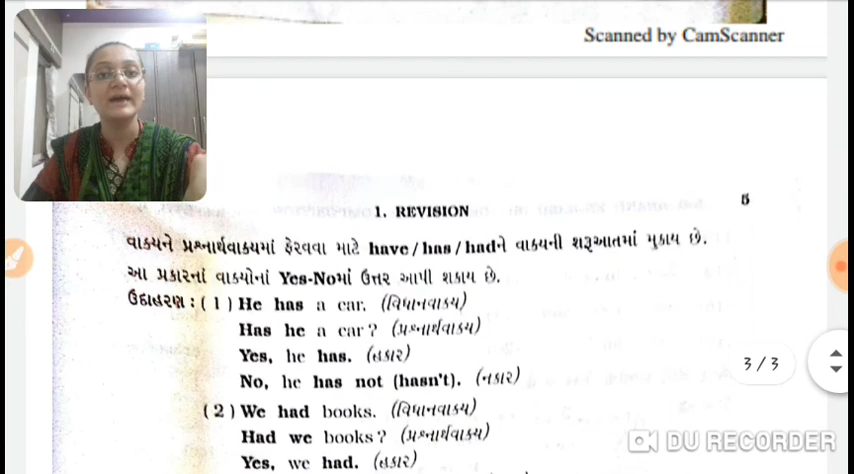 Scanned by CamScanner
5
1. REVISION
વાક્યને પ્રશ્નાર્થવાક્યમાં ફેરવવા માટે have / has / hadને વાક્યની શરૂઆતમાં મુકાય છે.
આ પ્રકારનાં વાક્યોનાં Yes-Noમાં ઉત્તર આપી શકાય છે.
ઉદાહરણ : ( 1 ) He has a car. (વિધાનવાક્ય)
Has he a car ? (પ્રશ્નાર્થવાક્ય)
Yes, he has. (હકાર)
No, he has not (hasn't). (નકાર)
3 / 3
( 2 ) We had books. (વિધાનવાક્ય)
Had we books ? (પ્રશ્નાર્થવાક્ય)
DU RECORDER
Yes, we had. (હકાર)